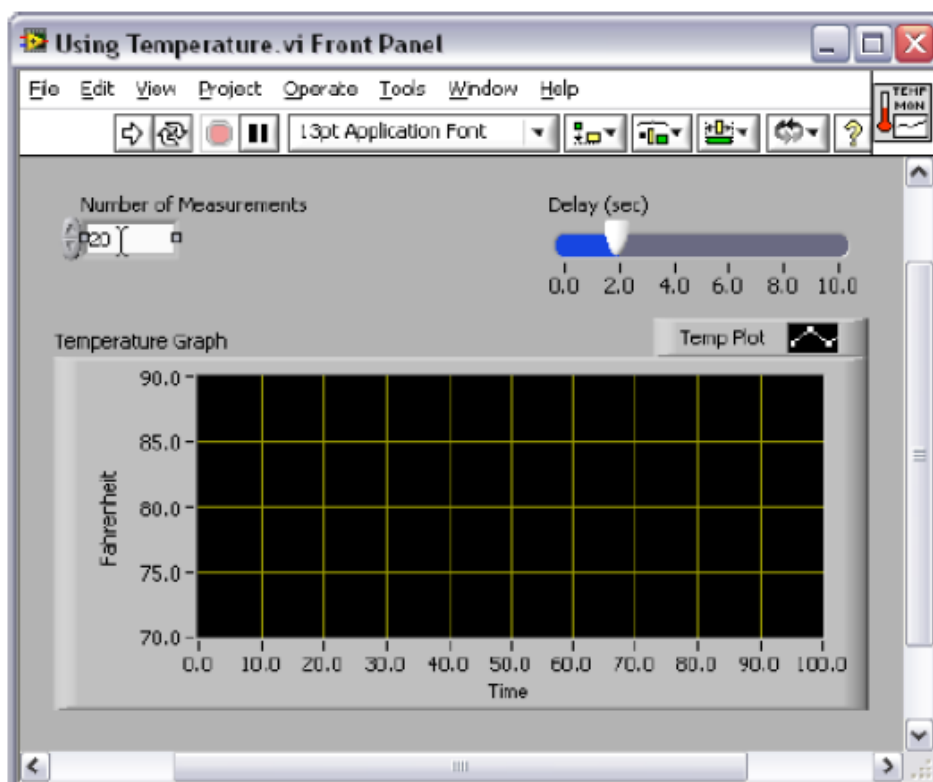 Using Temperature.vi Front Panel
File Edit View Project Operate Tools Window Help
TEMP
MON
13pt Application Font
?
Number of Measurements
20
Delay (sec)
0.0 2.0 4.0 6.0 8.0 10.0
Temperature Graph
Temp Plot
90.0
85.0
80.0
75.0
70.0
Fahrenheit
0.0 10.0 20.0 30.0 40.0 50.0 60.0 70.0 80.0 90.0 100.0
Time